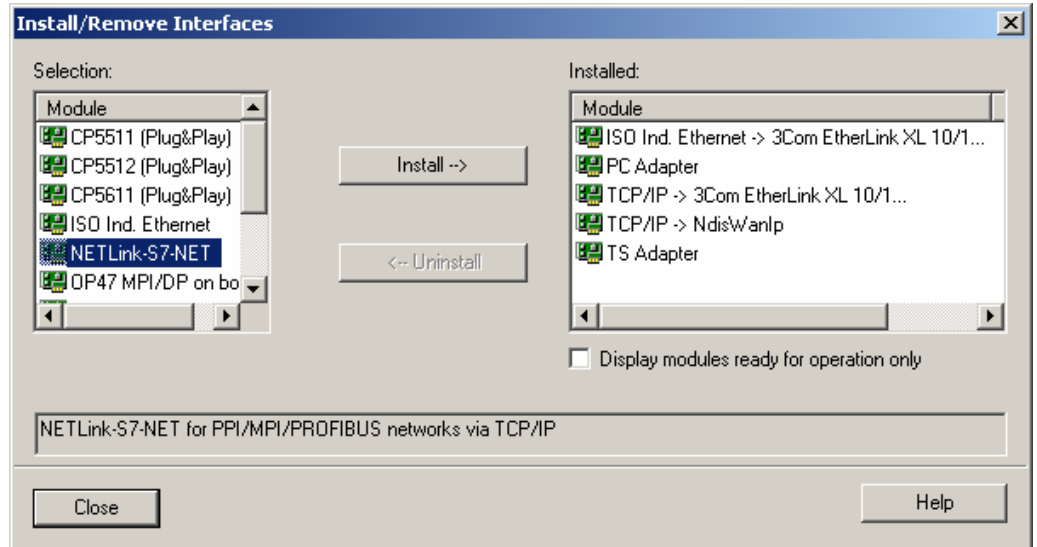 Install/Remove Interfaces
Selection:
Module
CP5511 (Plug&Play)
CP5512 (Plug&Play)
CP5611 (Plug&Play)
ISO Ind. Ethernet
NETLink-S7-NET
OP47 MPI/DP on bo
Install -->
<-- Uninstall
Installed:
Module
ISO Ind. Ethernet -> 3Com EtherLink XL 10/1...
PC Adapter
TCP/IP -> 3Com EtherLink XL 10/1...
TCP/IP -> NdisWanIp
TS Adapter
Display modules ready for operation only
NETLink-S7-NET for PPI/MPI/PROFIBUS networks via TCP/IP
Close
Help